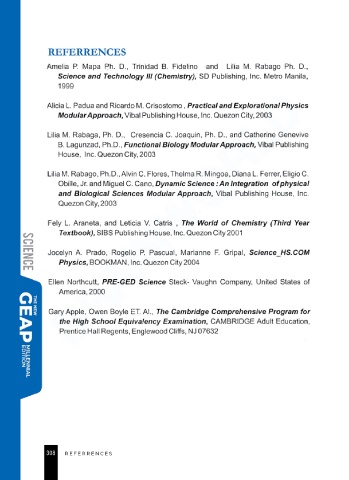 REFERRENCES
Amelia P. Mapa Ph. D., Trinidad B. Fidelino and Lilia M. Rabago Ph. D.,
Science and Technology III (Chemistry), SD Publishing, Inc. Metro Manila,
1999
Alicia L. Padua and Ricardo M. Crisostomo , Practical and Explorational Physics
Modular Approach, Vibal Publishing House, Inc. Quezon City, 2003
Lilia M. Rabaga, Ph. D., Cresencia C. Joaquin, Ph. D., and Catherine Genevive
B. Lagunzad, Ph.D., Functional Biology Modular Approach, Vibal Publishing
House, Inc. Quezon City, 2003
Lilia M. Rabago, Ph.D., Alvin C. Flores, Thelma R. Mingoa, Diana L. Ferrer, Eligio C.
Obille, Jr. and Miguel C. Cano, Dynamic Science : An Integration of physical
and Biological Sciences Modular Approach, Vibal Publishing House, Inc.
Quezon City, 2003
Fely L. Araneta, and Leticia V. Catris , The World of Chemistry (Third Year
Textbook), SIBS Publishing House, Inc. Quezon City 2001
Jocelyn A. Prado, Rogelio P. Pascual, Marianne F. Gripal, Science_HS.COM
Physics, BOOKMAN, Inc. Quezon City 2004
Ellen Northcutt, PRE-GED Science Steck- Vaughn Company, United States of
America, 2000
Gary Apple, Owen Boyle ET. Al., The Cambridge Comprehensive Program for
the High School Equivalency Examination, CAMBRIDGE Adult Education,
Prentice Hall Regents, Englewood Cliffs, NJ 07632
SCIENCE
THE NEW
GEAP
MILLENNIAL
EDITION
308 REFERRENCES